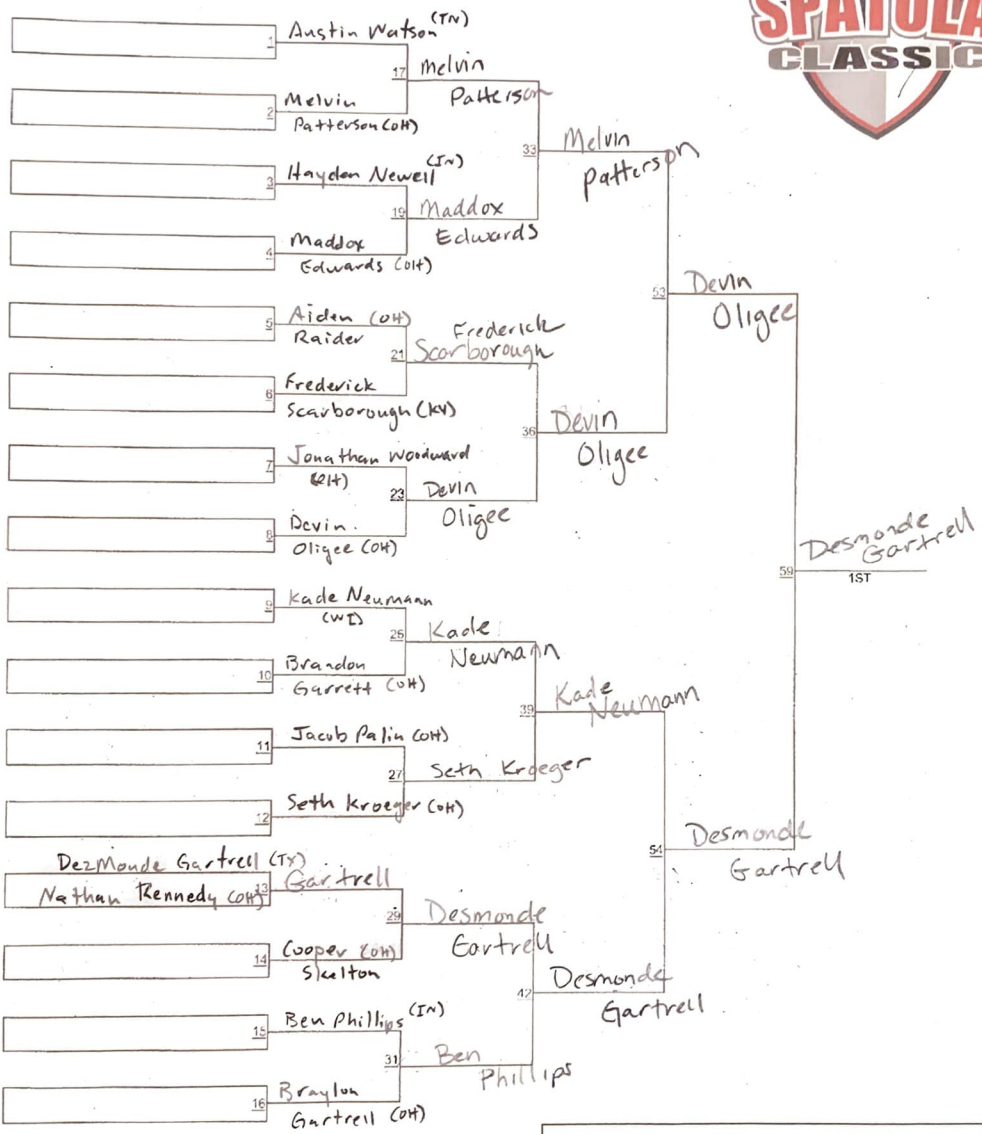 SPATULA
CLASSIC
1 Austin Watson (TN)
17 Melvin
Patterson
2 Melvin
Patterson (OH)
33 Melvin
Patterson
3 Hayden Newell (IN)
19 Maddox
Edwards
4 Maddox
Edwards (OH)
53 Devin
Oligee
5 Aiden (OH)
Raider
21 Frederick
Scarborough
6 Frederick
Scarborough (KY)
36 Devin
Oligee
7 Jonathan Woodward
(OH)
23 Devin
Oligee
8 Devin
Oligee (OH)
59 Desmonde
Gartrell
1ST
9 Kade Neumann
(WI)
25 Kade
Neumann
10 Brandon
Garrett (OH)
39 Kade
Neumann
11 Jacob Palin (OH)
27 Seth Kroeger
12 Seth Kroeger (OH)
54 Desmonde
Gartrell
DezMonde Gartrell (TX)
Nathan Kennedy (OH)
13 Gartrell
29 Desmonde
Gartrell
14 Cooper (OH)
Skelton
42 Desmonde
Gartrell
15 Ben Phillips (IN)
31 Ben
Phillips
16 Braylon
Gartrell (OH)